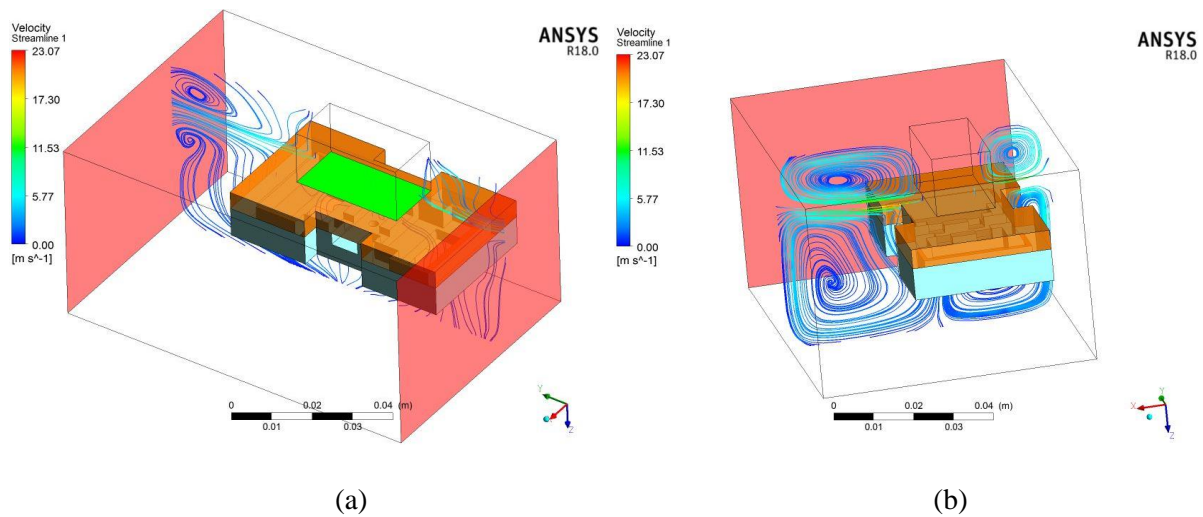 Velocity
Streamline 1
23.07
17.30
11.53
5.77
0.00
[m s^-1]
ANSYS
R18.0
0
0.02
0.04 (m)
0.01
0.03
Y
Z
(a)
Velocity
Streamline 1
23.07
17.30
11.53
5.77
0.00
[m s^-1]
ANSYS
R18.0
0
0.02
0.04 (m)
0.01
0.03
Y
X
Z
(b)